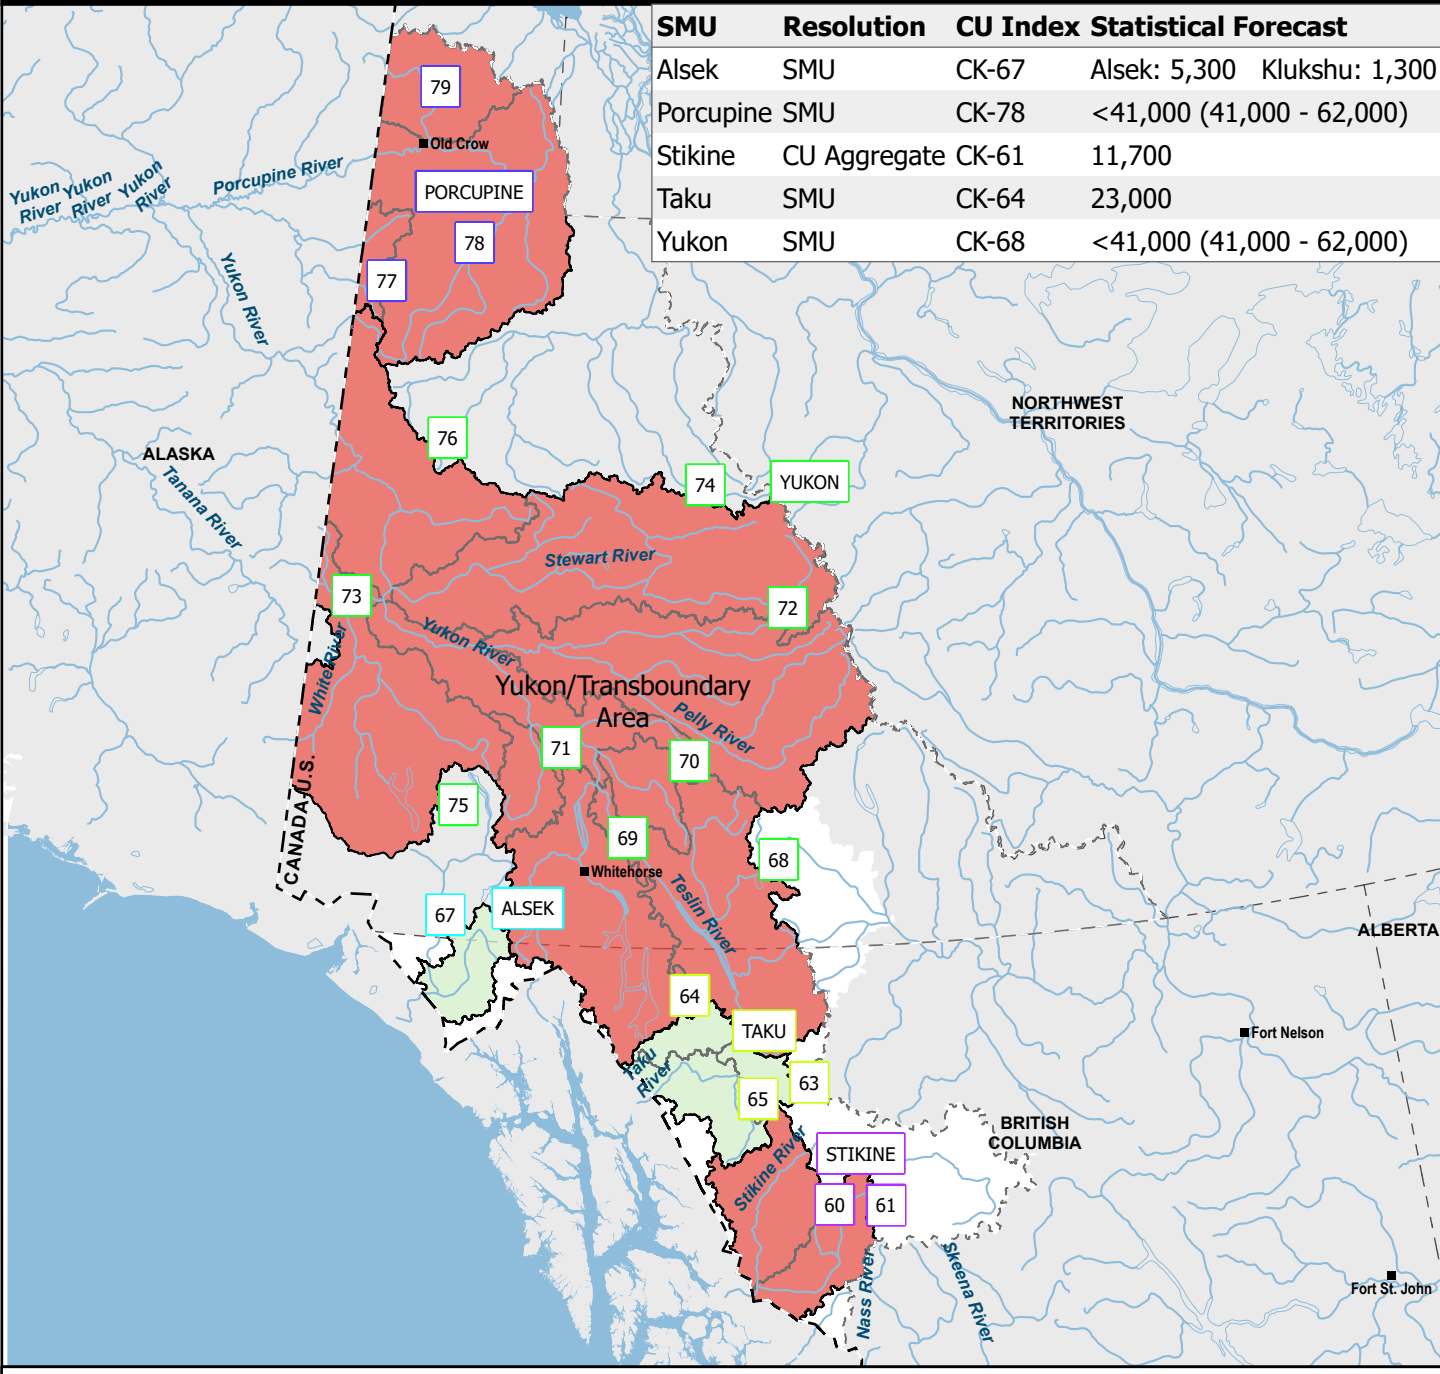 SMU Resolution CU Index Statistical Forecast
Alsek SMU CK-67 Alsek: 5,300 Klukshu: 1,300
Porcupine SMU CK-78 <41,000 (41,000 - 62,000)
Stikine CU Aggregate CK-61 11,700
Taku SMU CK-64 23,000
Yukon SMU CK-68 <41,000 (41,000 - 62,000)
79
Old Crow
Porcupine River
Yukon
River
Yukon
River
Yukon
River
PORCUPINE
78
77
Yukon River
NORTHWEST
TERRITORIES
76
ALASKA
Tanana River
74
YUKON
Stewart River
73
72
Yukon River
White River
Yukon/Transboundary
Area
Pelly River
71
70
CANADA
U.S.
75
69
68
Whitehorse
Teslin River
67
ALSEK
ALBERTA
64
TAKU
Fort Nelson
Taku
River
63
65
BRITISH
COLUMBIA
STIKINE
Stikine River
60
61
Nass River
Skeena River
Fort St. John